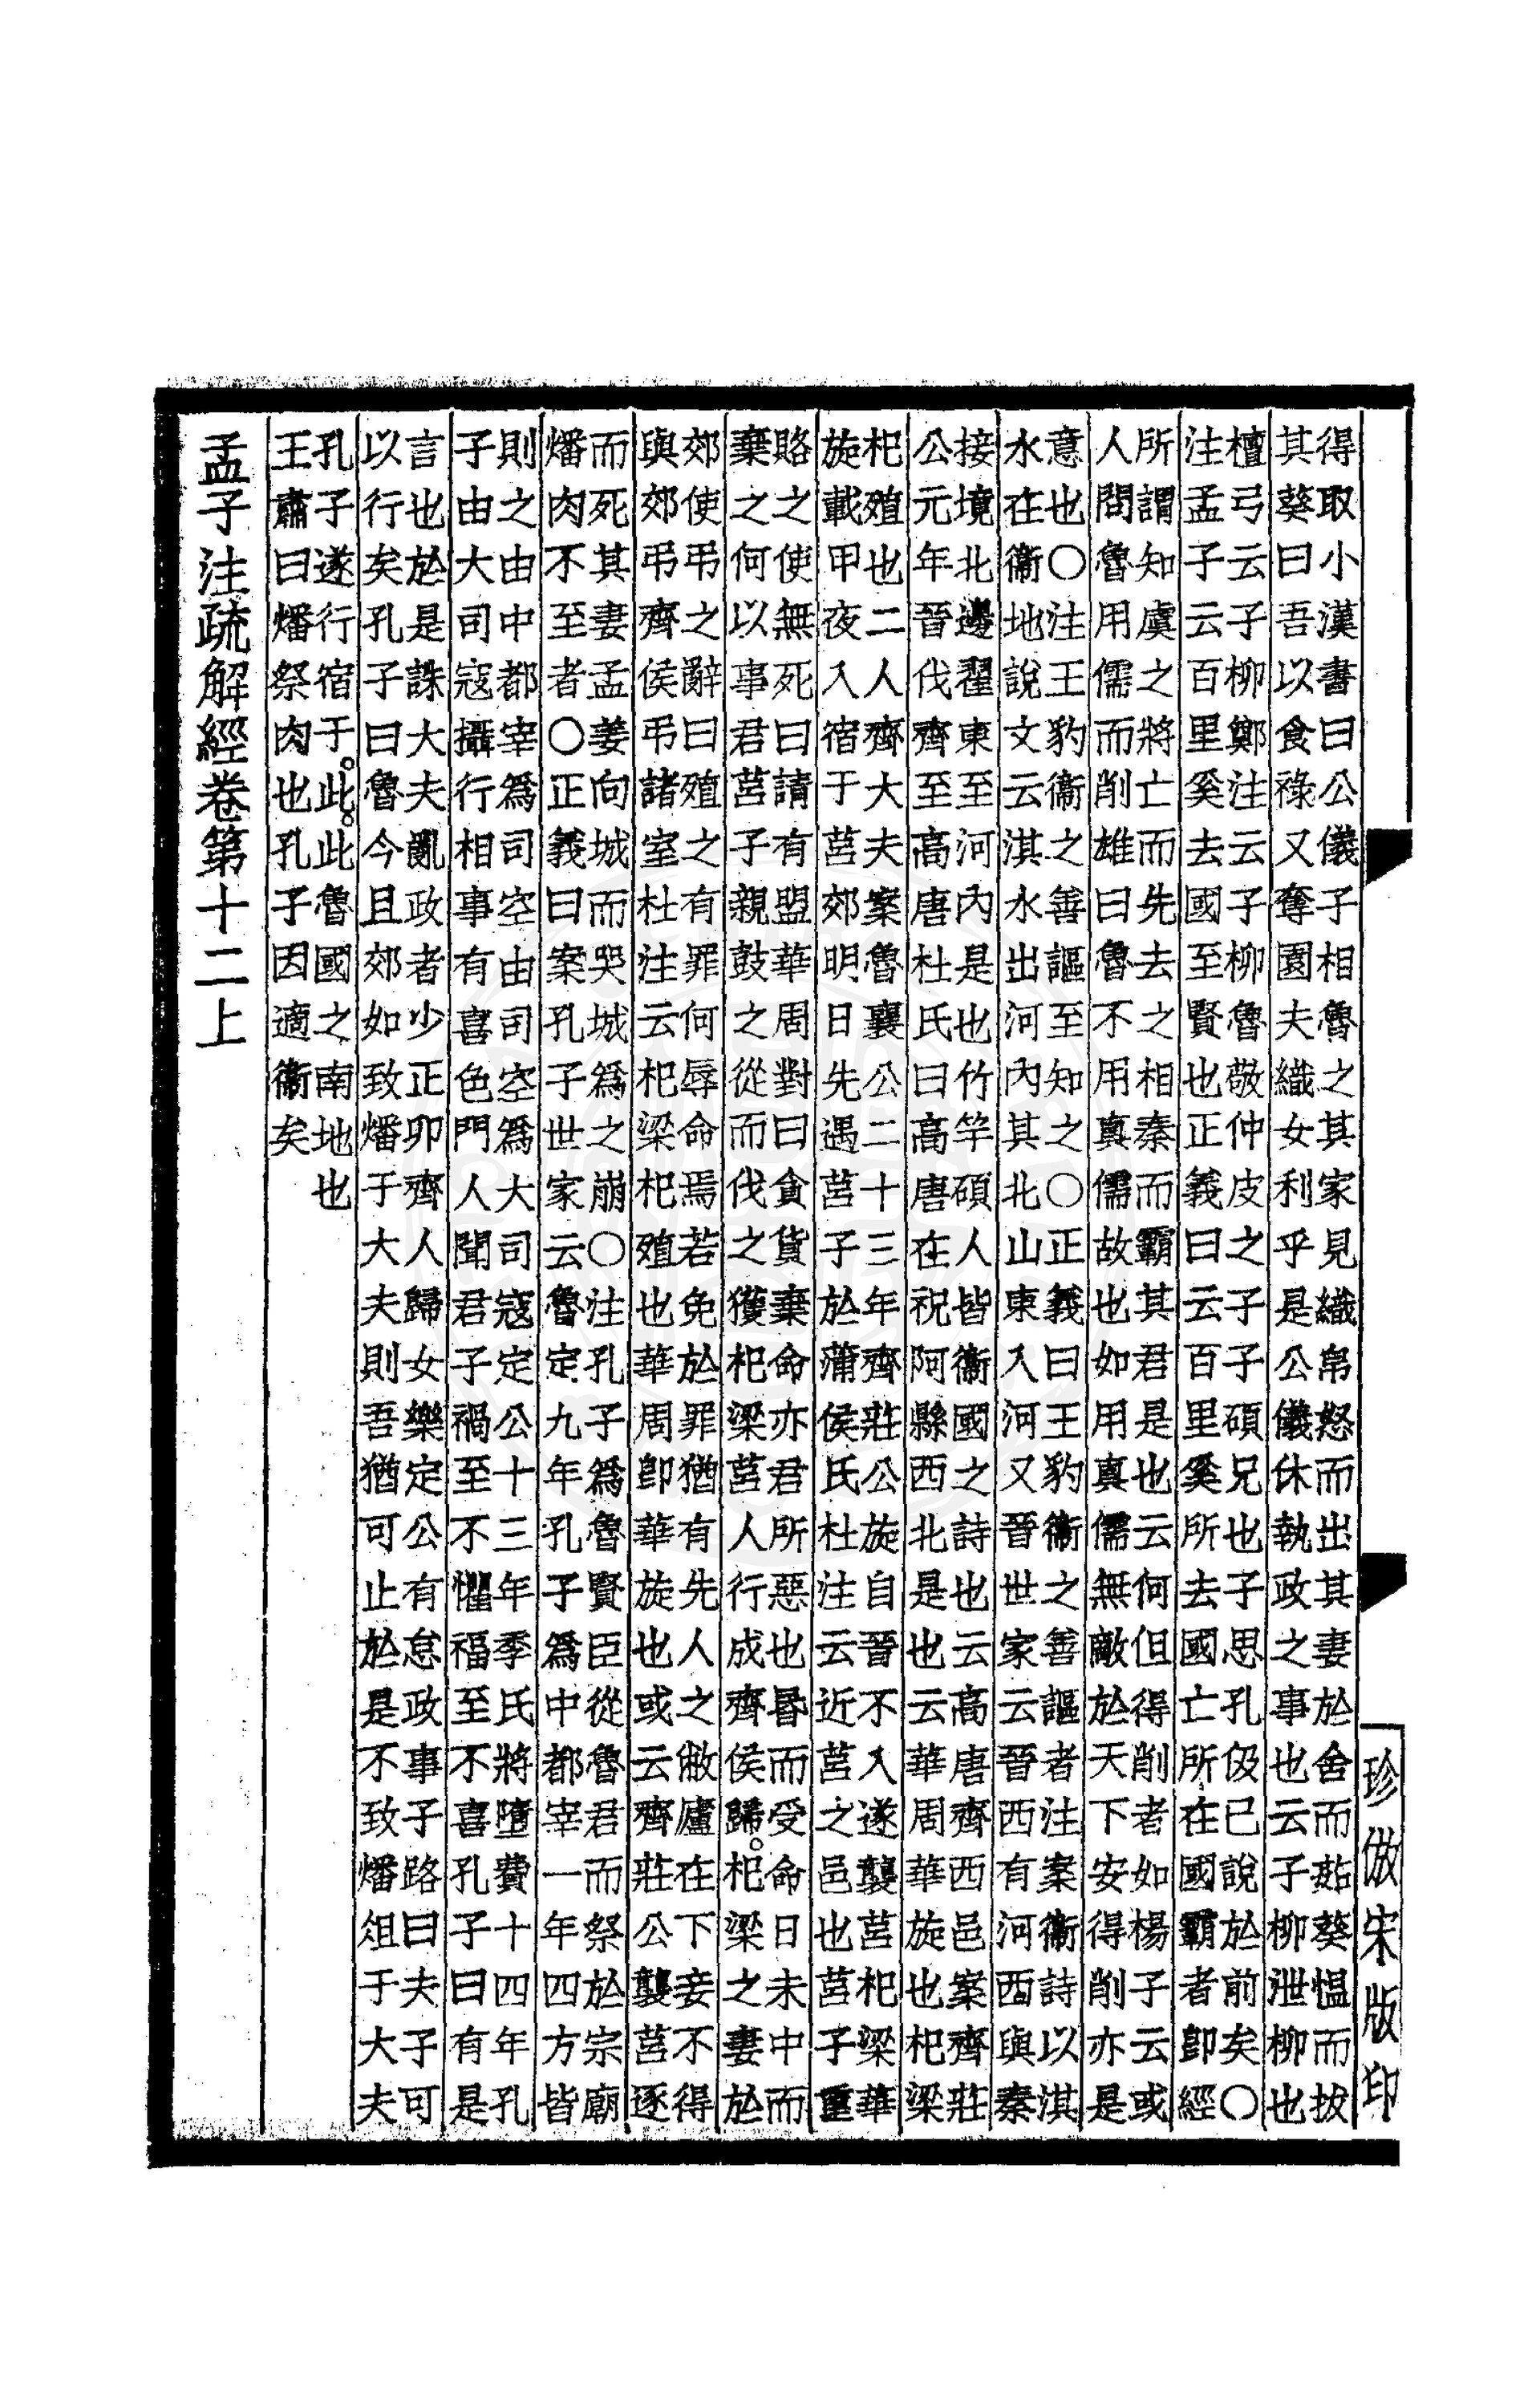 得取小漢書曰公儀子相魯之其家見織帛怒而出其妻於舍而茹葵愠而拔
其葵曰吾以食祿又奪園夫織女利乎是公儀休執政之事也云子柳泄柳也
檀弓云子柳鄭注云子柳魯敬仲皮之子子碩兄也子思孔伋已說於前矣〇
注孟子云百里奚去國至賢也正義曰云百里奚所去國亡所在國霸者卽經
所謂知虞之將亡而先去之相秦而霸其君是也云何但得削者如楊子云或
人問魯用儒而削雄曰魯不用真儒故也如用真儒無敵於天下安得削亦是
意也〇注王豹衞之善謳至知之〇正義曰王豹衞之善謳者注案衞詩以淇
水在衞地說文云淇水出河內其北山東入河又晉世家云晉西有河西與秦
接境北邊翟東至河內是也竹竿碩人皆衞國之詩也云高唐齊西邑案齊莊
公元年晉伐齊至高唐杜氏曰高唐在祝阿縣西北是也云華周華旋也杞梁
杞殖也二人齊大夫案魯襄公二十三年齊莊公旋自晉不入遂襲莒杞梁華
旋載甲夜入宿于莒郊明日先遇莒子於蒲侯氏杜注云近莒之邑也莒子重
賂之使無死曰請有盟華周對曰貪貨棄命亦君所惡也昬而受命日未中而
棄之何以事君莒子親鼓之從而伐之獲杞梁莒人行成齊侯歸。杞梁之妻於
郊使弔之辭曰殖之有罪何辱命焉若免於罪猶有先人之敝廬在下妾不得
與郊弔齊侯弔諸室杜注云杞梁杞殖也華周卽華旋也或云齊莊公襲莒逐
而死其妻孟姜向城而哭城爲之崩〇注孔子爲魯賢臣從魯君而祭於宗廟
燔肉不至者〇正義曰案孔子世家云魯定九年孔子爲中都宰一年四方皆
則之由中都宰爲司空由司空爲大司寇定公十三年季氏將墮費十四年孔
子由大司寇攝行相事有喜色門人聞君子禍至不懼福至不喜孔子曰有是
言也於是誅大夫亂政者少正卯齊人歸女樂定公有怠政事子路曰夫子可
以行矣孔子曰魯今且郊如致燔于大夫則吾猶可止於是不致燔俎于大夫
孔子遂行宿于。此。此魯國之南地也
王肅曰燔祭肉也孔子因適衞矣
孟子注疏解經卷第十二上
珍倣宋版印